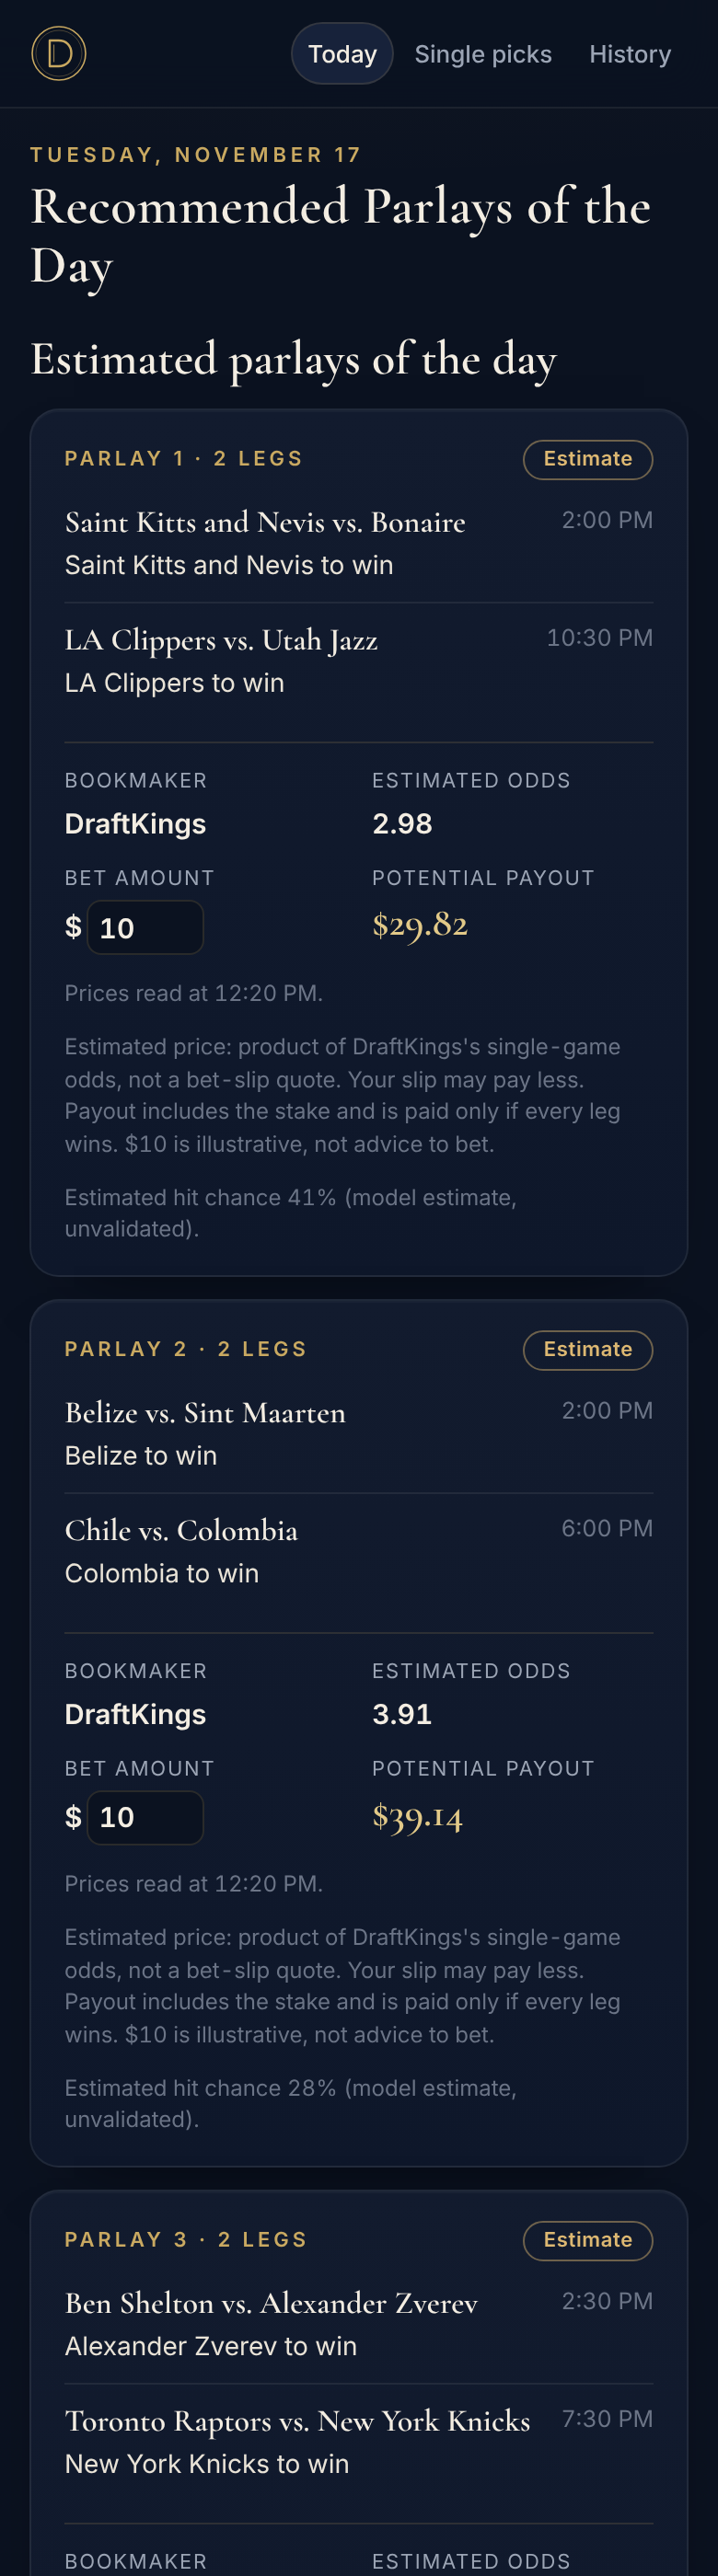 D
Today
Single picks
History
TUESDAY, NOVEMBER 17
Recommended Parlays of the
Day
Estimated parlays of the day
PARLAY 1 · 2 LEGS
Estimate
Saint Kitts and Nevis vs. Bonaire
2:00 PM
Saint Kitts and Nevis to win
LA Clippers vs. Utah Jazz
10:30 PM
LA Clippers to win
BOOKMAKER
ESTIMATED ODDS
DraftKings
2.98
BET AMOUNT
POTENTIAL PAYOUT
$ 10
$29.82
Prices read at 12:20 PM.
Estimated price: product of DraftKings's single-game
odds, not a bet-slip quote. Your slip may pay less.
Payout includes the stake and is paid only if every leg
wins. $10 is illustrative, not advice to bet.
Estimated hit chance 41% (model estimate,
unvalidated).
PARLAY 2 · 2 LEGS
Estimate
Belize vs. Sint Maarten
2:00 PM
Belize to win
Chile vs. Colombia
6:00 PM
Colombia to win
BOOKMAKER
ESTIMATED ODDS
DraftKings
3.91
BET AMOUNT
POTENTIAL PAYOUT
$ 10
$39.14
Prices read at 12:20 PM.
Estimated price: product of DraftKings's single-game
odds, not a bet-slip quote. Your slip may pay less.
Payout includes the stake and is paid only if every leg
wins. $10 is illustrative, not advice to bet.
Estimated hit chance 28% (model estimate,
unvalidated).
PARLAY 3 · 2 LEGS
Estimate
Ben Shelton vs. Alexander Zverev
2:30 PM
Alexander Zverev to win
Toronto Raptors vs. New York Knicks
7:30 PM
New York Knicks to win
BOOKMAKER
ESTIMATED ODDS